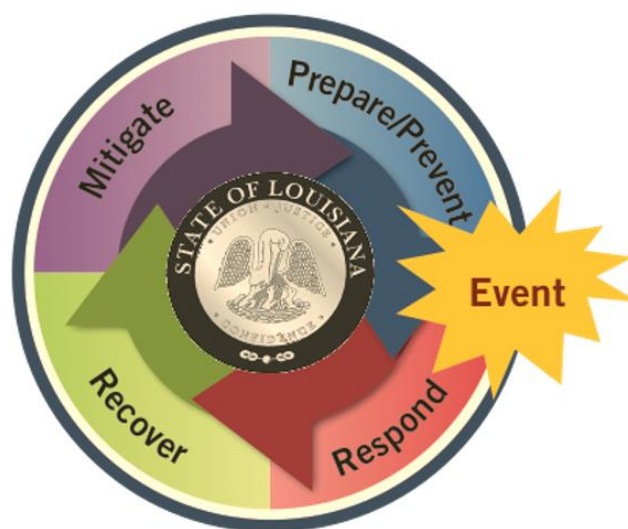 Mitigate
Prepare/Prevent
Event
Respond
Recover
STATE OF LOUISIANA
UNION · JUSTICE
CONFIDENCE